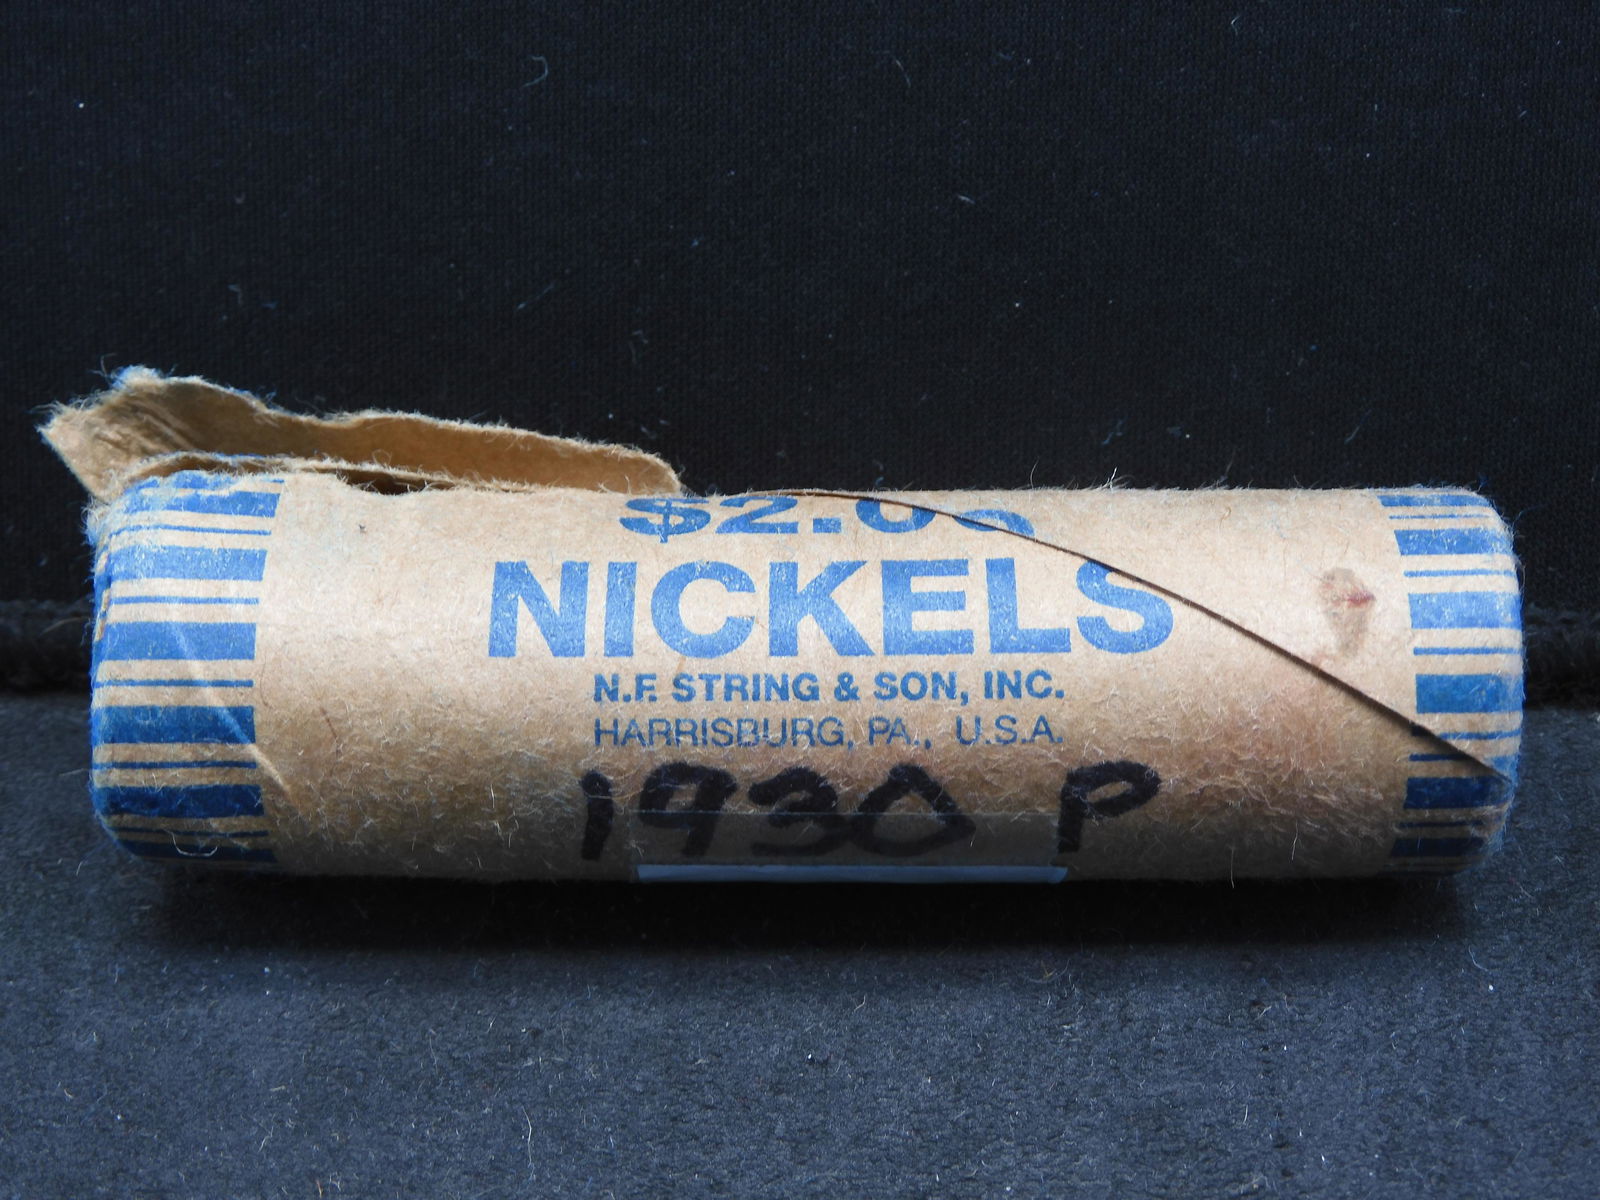 $2.00
NICKELS
N.F. STRING & SON, INC.
HARRISBURG, PA., U.S.A.
1930 P